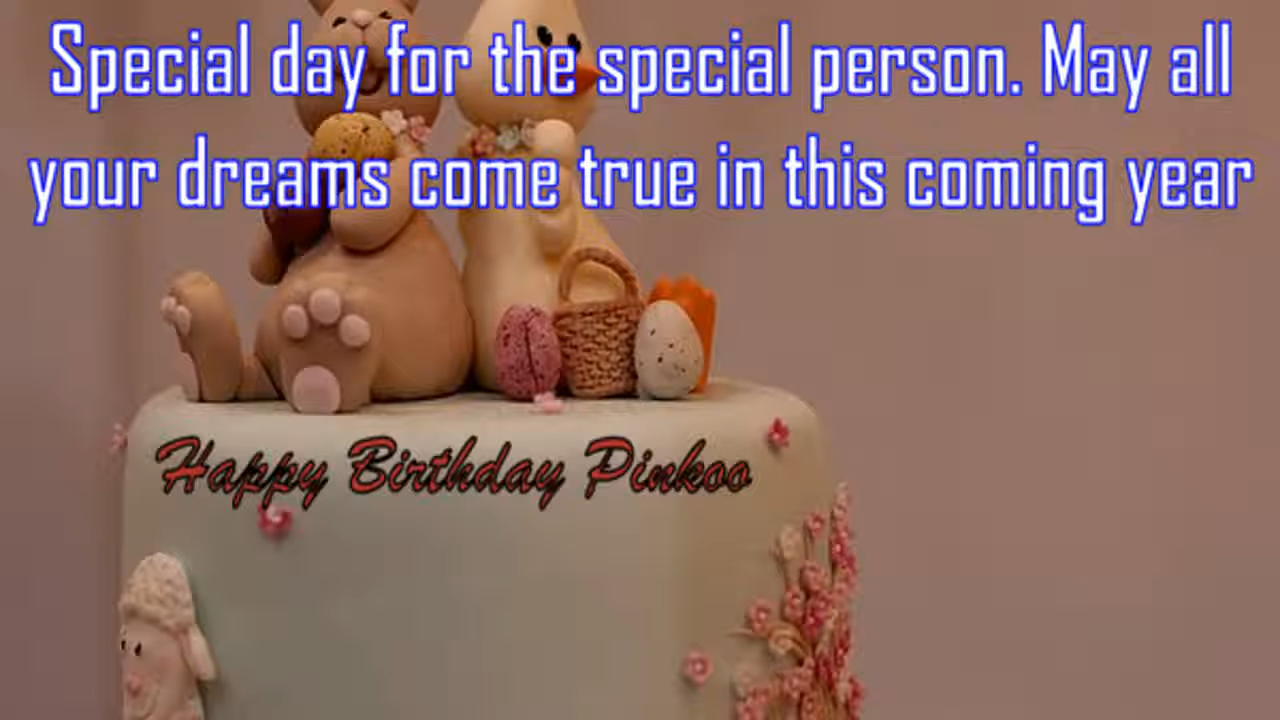 Special day for the special person. May all
your dreams come true in this coming year
Happy Birthday Pinkoo